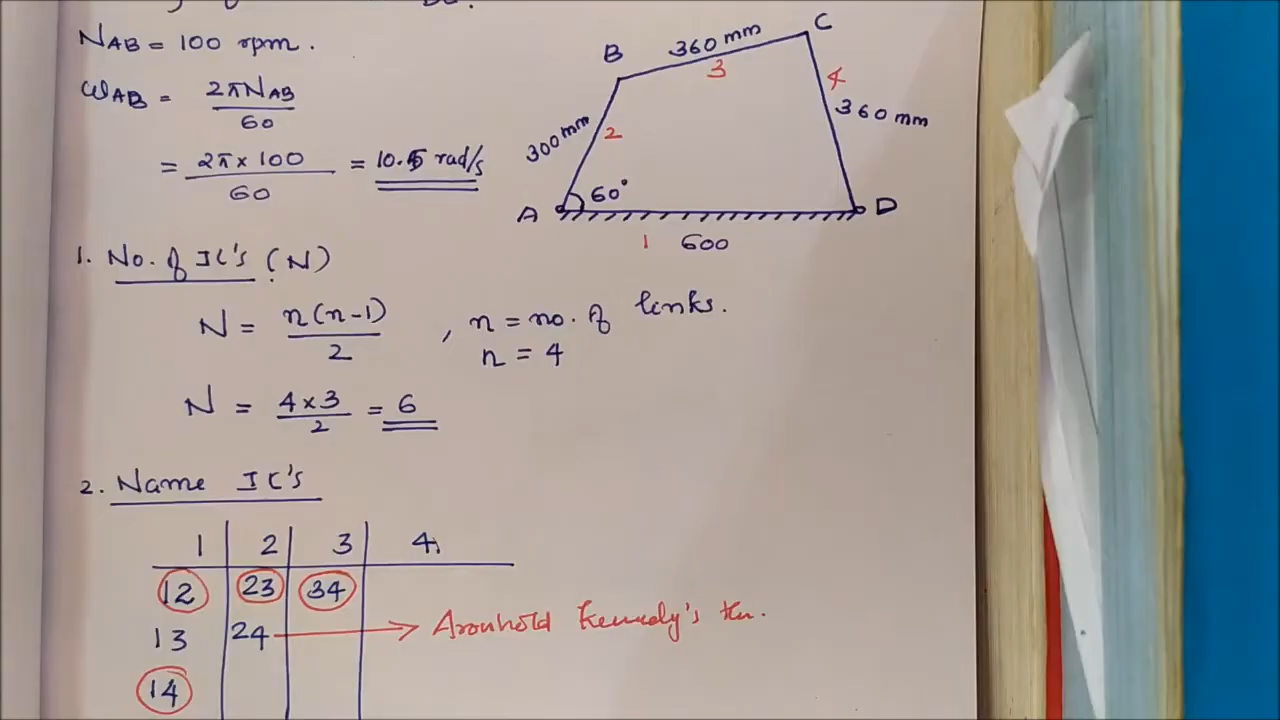 NAB = 100 rpm.
ωAB = 2πNAB / 60
= 2π × 100 / 60 = 10.5 rad/s
B 360 mm C
3
4
360 mm
300 mm
2
60°
A D
1 600
1. No. of IC's (N)
N = n(n-1) / 2 , n = no. of links.
n = 4
N = 4×3 / 2 = 6
2. Name IC's
1 2 3 4
12 23 34
13 24 → Aronhold Kennedy's thr.
14